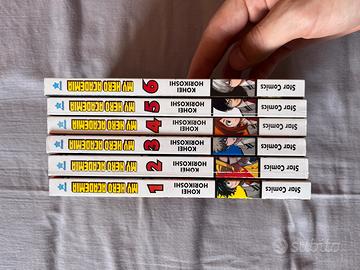 MY HERO ACADEMIA 6 KOHEI HORIKOSHI Star Comics
MY HERO ACADEMIA 5 KOHEI HORIKOSHI Star Comics
MY HERO ACADEMIA 4 KOHEI HORIKOSHI Star Comics
MY HERO ACADEMIA 3 KOHEI HORIKOSHI Star Comics
MY HERO ACADEMIA 2 KOHEI HORIKOSHI Star Comics
MY HERO ACADEMIA 1 KOHEI HORIKOSHI Star Comics
subito